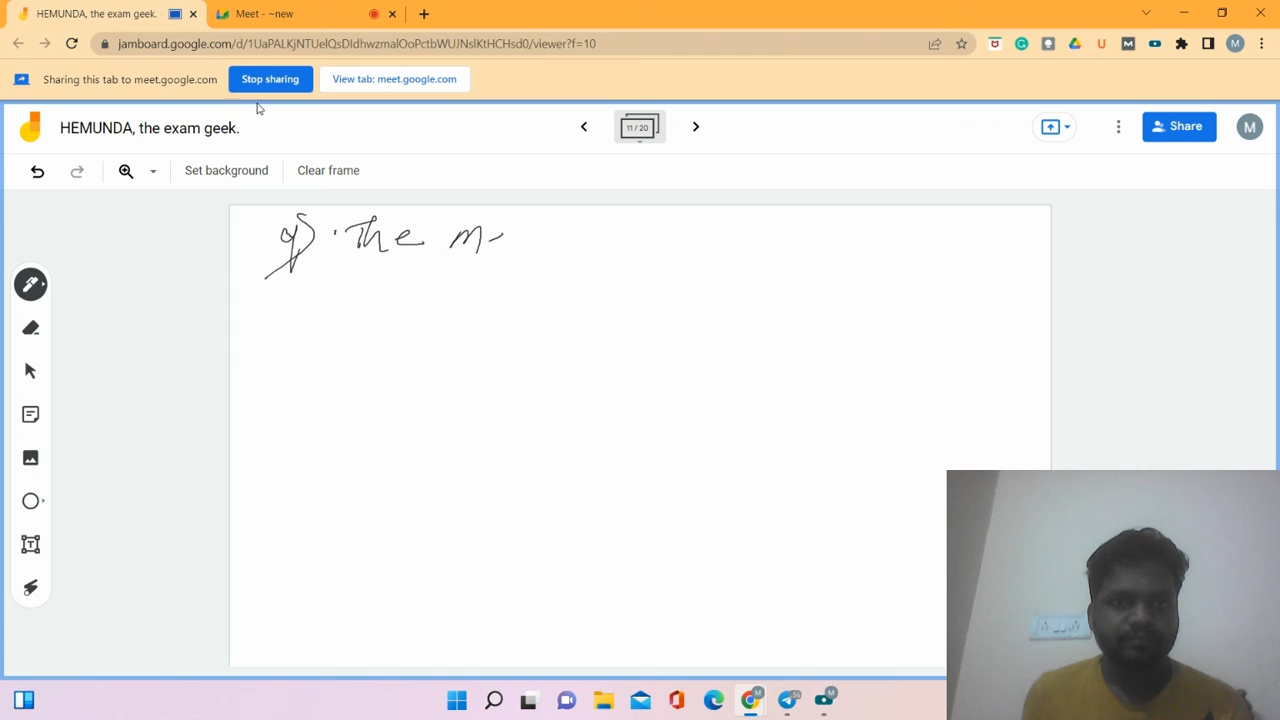 HEMUNDA, the exam geek.
Meet - ~new
jamboard.google.com/d/1UaPALKjNTUelQsDIdhwzmalOoPctbWUJNslKtHCHsd0/viewer?f=10
Sharing this tab to meet.google.com
Stop sharing
View tab: meet.google.com
HEMUNDA, the exam geek.
11 / 20
Share
M
Set background
Clear frame
The m